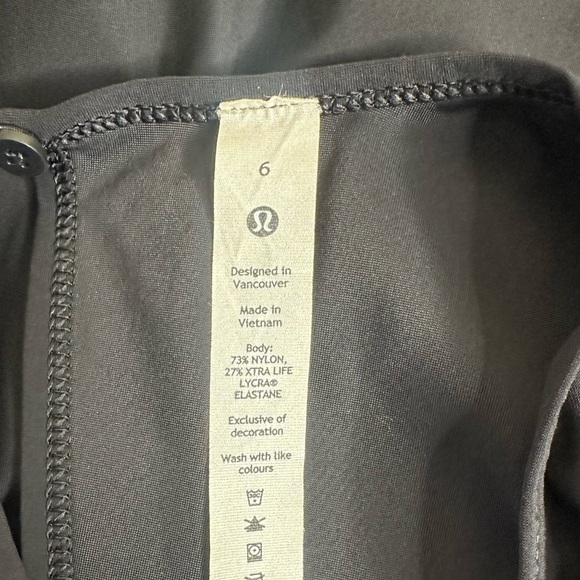 6
Designed in
Vancouver
Made in
Vietnam
Body:
73% NYLON,
27% XTRA LIFE
LYCRA®
ELASTANE
Exclusive of
decoration
Wash with like
colours